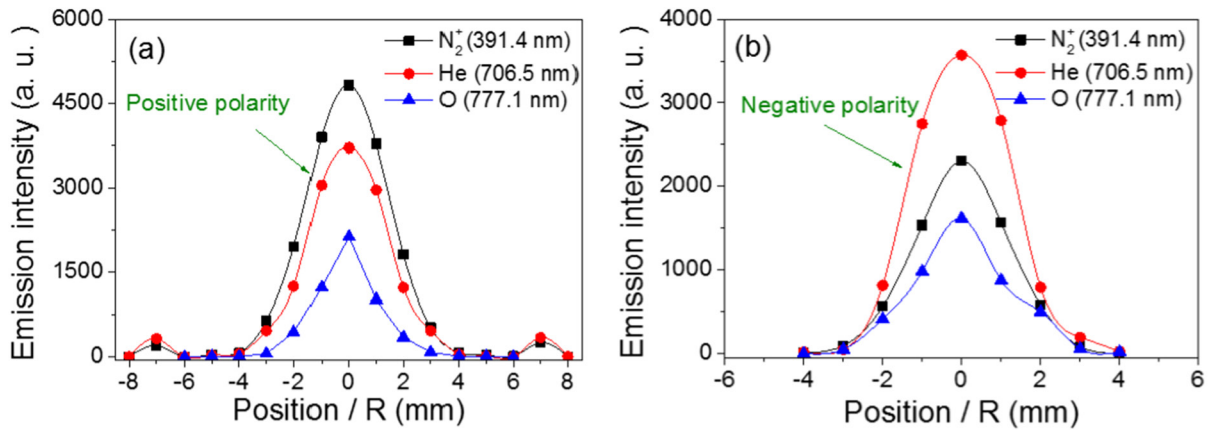 (a)
N₂⁺ (391.4 nm)
He (706.5 nm)
O (777.1 nm)
Positive polarity
Emission intensity (a. u. )
6000
4500
3000
1500
0
-8 -6 -4 -2 0 2 4 6 8
Position / R (mm)
(b)
N₂⁺ (391.4 nm)
He (706.5 nm)
O (777.1 nm)
Negative polarity
Emission intensity (a. u. )
4000
3000
2000
1000
0
-6 -4 -2 0 2 4 6
Position / R (mm)